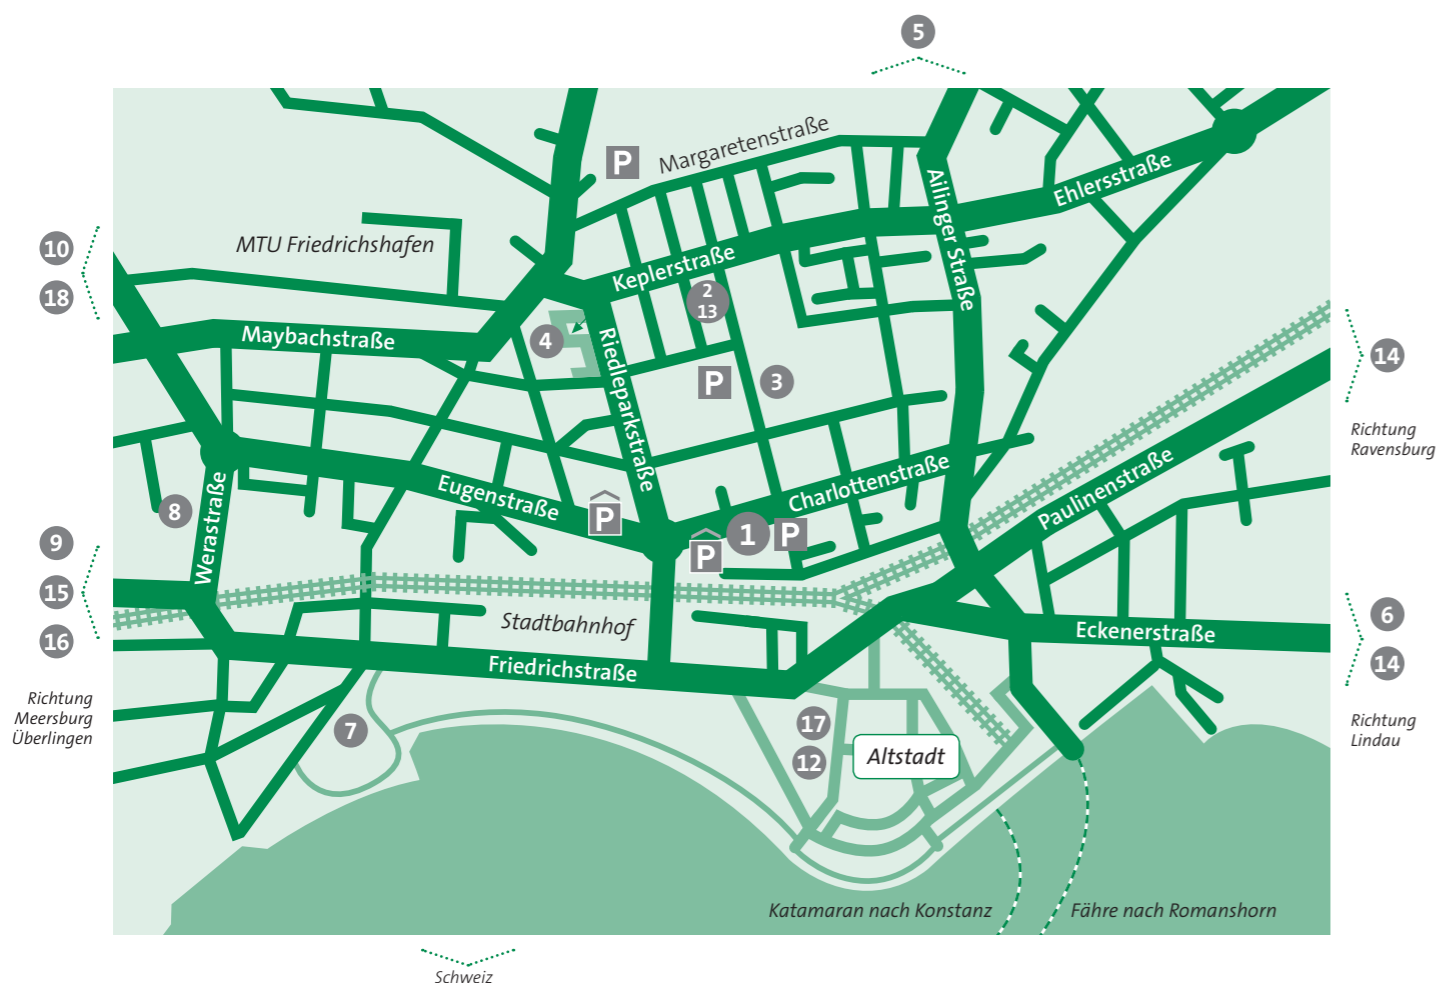 5
P
Margaretenstraße
Ailinger Straße
Ehlersstraße
10
18
MTU Friedrichshafen
Keplerstraße
2
13
Maybachstraße
4
Riedleparkstraße
P
3
14
Richtung
Ravensburg
Eugenstraße
Charlottenstraße
Paulinenstraße
8
Werastraße
P
P
1
P
9
15
16
Richtung
Meersburg
Überlingen
Stadtbahnhof
Friedrichstraße
Eckenerstraße
6
14
Richtung
Lindau
7
17
12
Altstadt
Katamaran nach Konstanz
Fähre nach Romanshorn
Schweiz